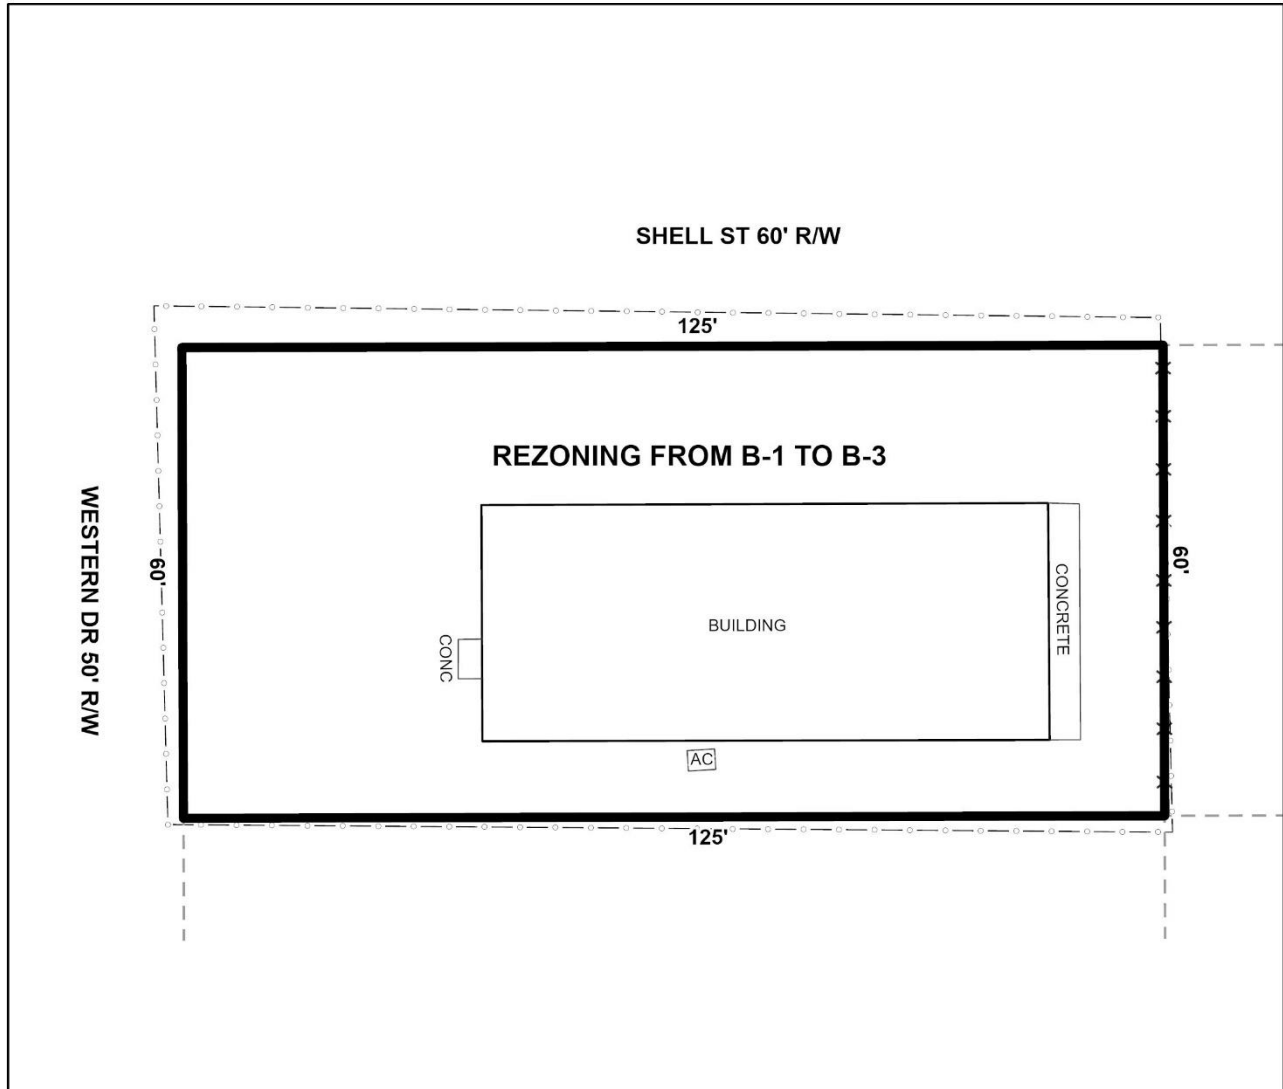 SHELL ST 60' R/W
125'
REZONING FROM B-1 TO B-3
WESTERN DR 50' R/W
60'
60'
CONCRETE
BUILDING
CONC
AC
125'